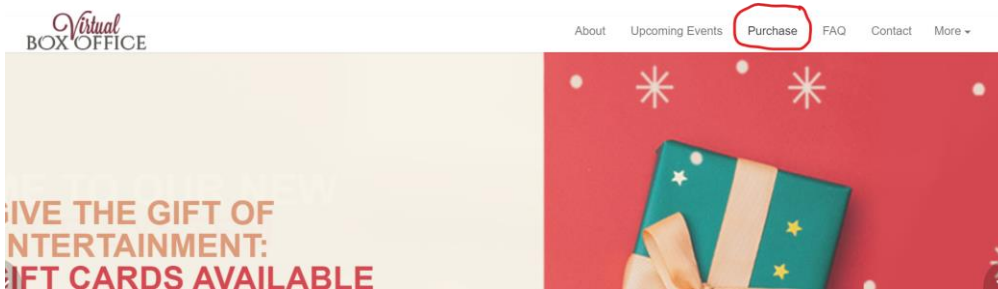 Virtual
BOX OFFICE
About Upcoming Events Purchase FAQ Contact More
IVE THE GIFT OF
NTERTAINMENT:
IFT CARDS AVAILABLE